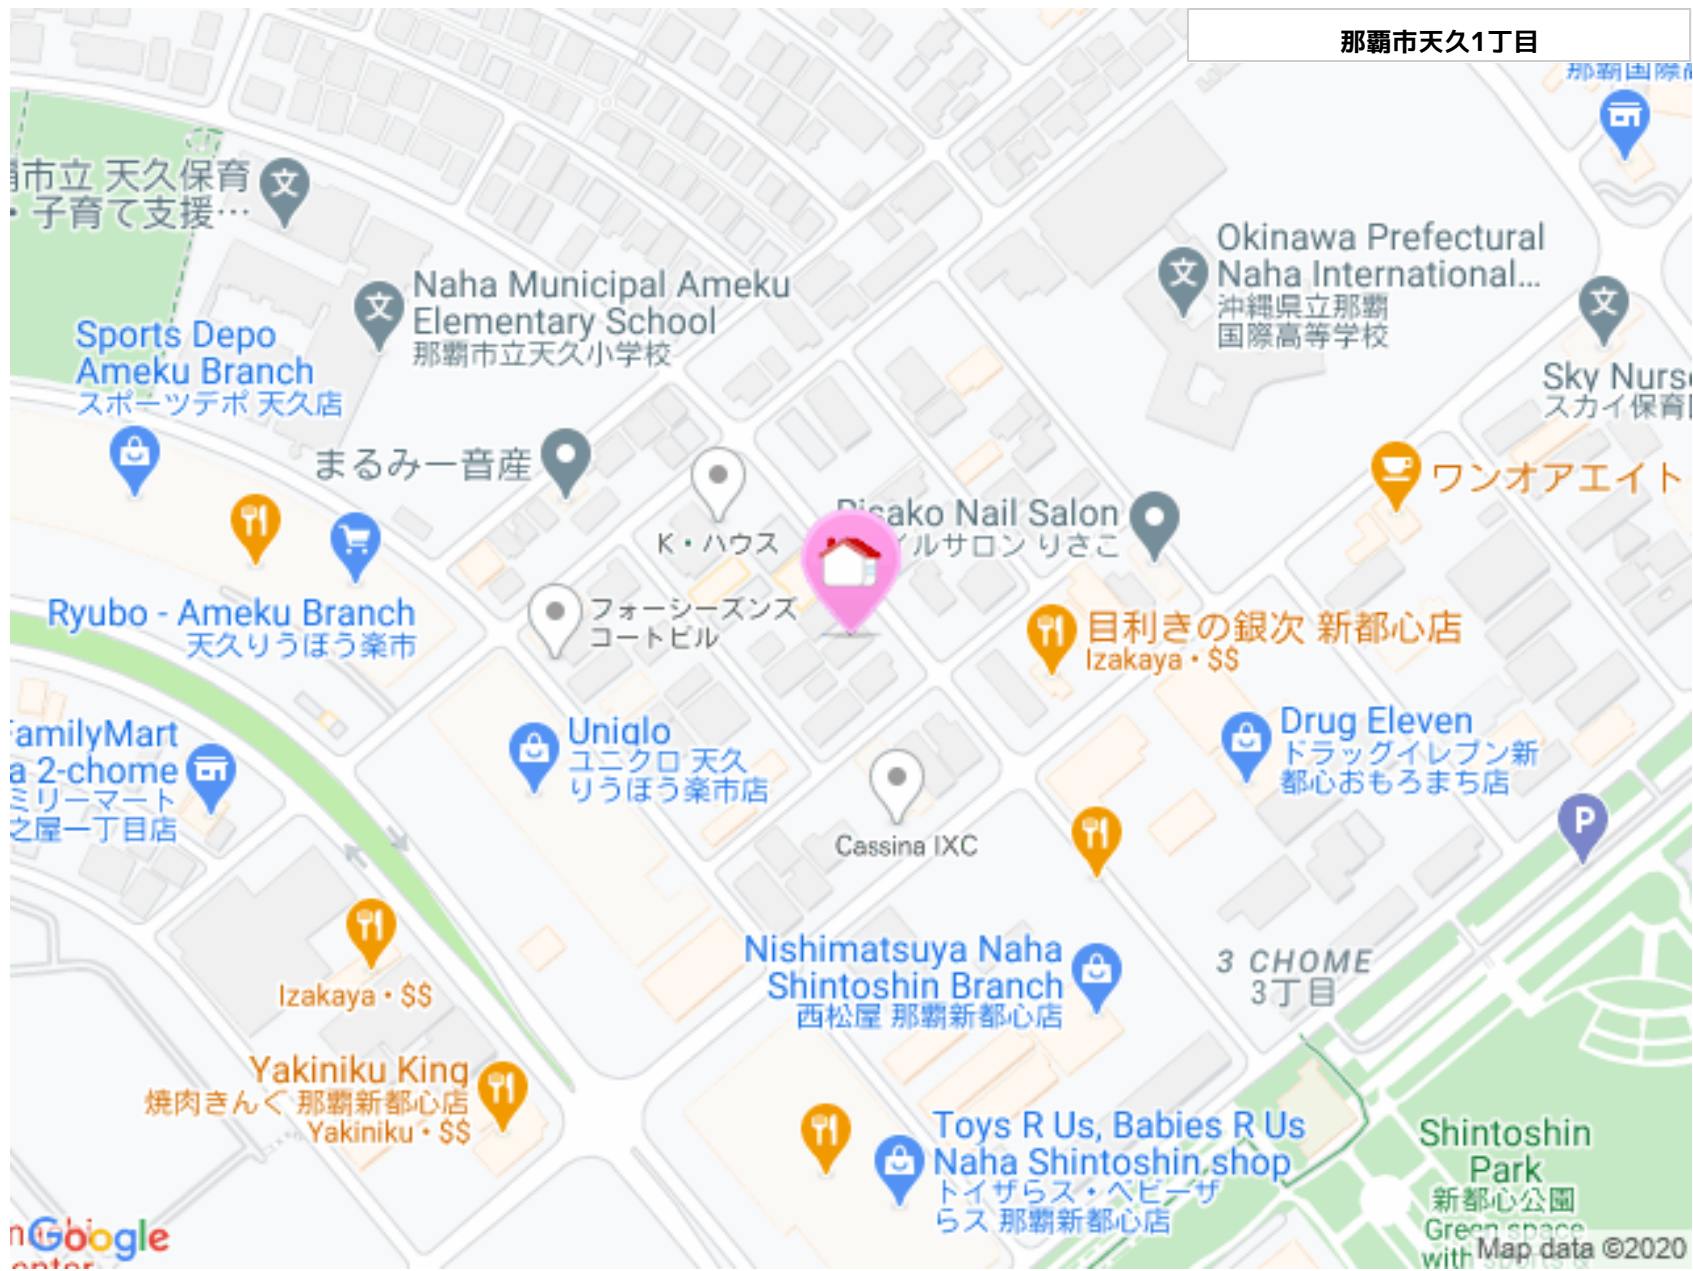 那覇市天久1丁目
那覇国際高
市立 天久保育
・子育て支援…
Naha Municipal Ameku
Elementary School
那覇市立天久小学校
Okinawa Prefectural
Naha International...
沖縄県立那覇
国際高等学校
Sports Depo
Ameku Branch
スポーツデポ 天久店
Sky Nurs
スカイ保育
まるみー音産
ワンオアエイト
Risako Nail Salon
イルサロン りさこ
K・ハウス
フォーシーズンズ
コートビル
Ryubo - Ameku Branch
天久りうぼう楽市
目利きの銀次 新都心店
Izakaya・$$
FamilyMart
a 2-chome
ミリーマート
之屋一丁目店
Uniqlo
ユニクロ 天久
りうぼう楽市店
Drug Eleven
ドラッグイレブン新
都心おもろまち店
P
Cassina IXC
Izakaya・$$
Nishimatsuya Naha
Shintoshin Branch
西松屋 那覇新都心店
3 CHOME
3丁目
Yakiniku King
焼肉きんぐ 那覇新都心店
Yakiniku・$$
Toys R Us, Babies R Us
Naha Shintoshin shop
トイザらス・ベビーザ
らス 那覇新都心店
Shintoshin
Park
新都心公園
Green space
with sports &
Google
Map data ©2020